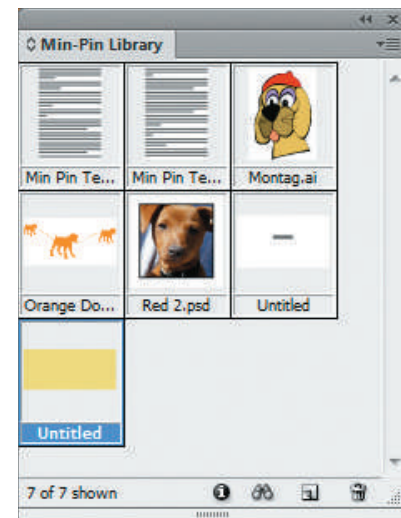 Min-Pin Library
Min Pin Te... Min Pin Te... Montag.ai
Orange Do... Red 2.psd Untitled
Untitled
7 of 7 shown